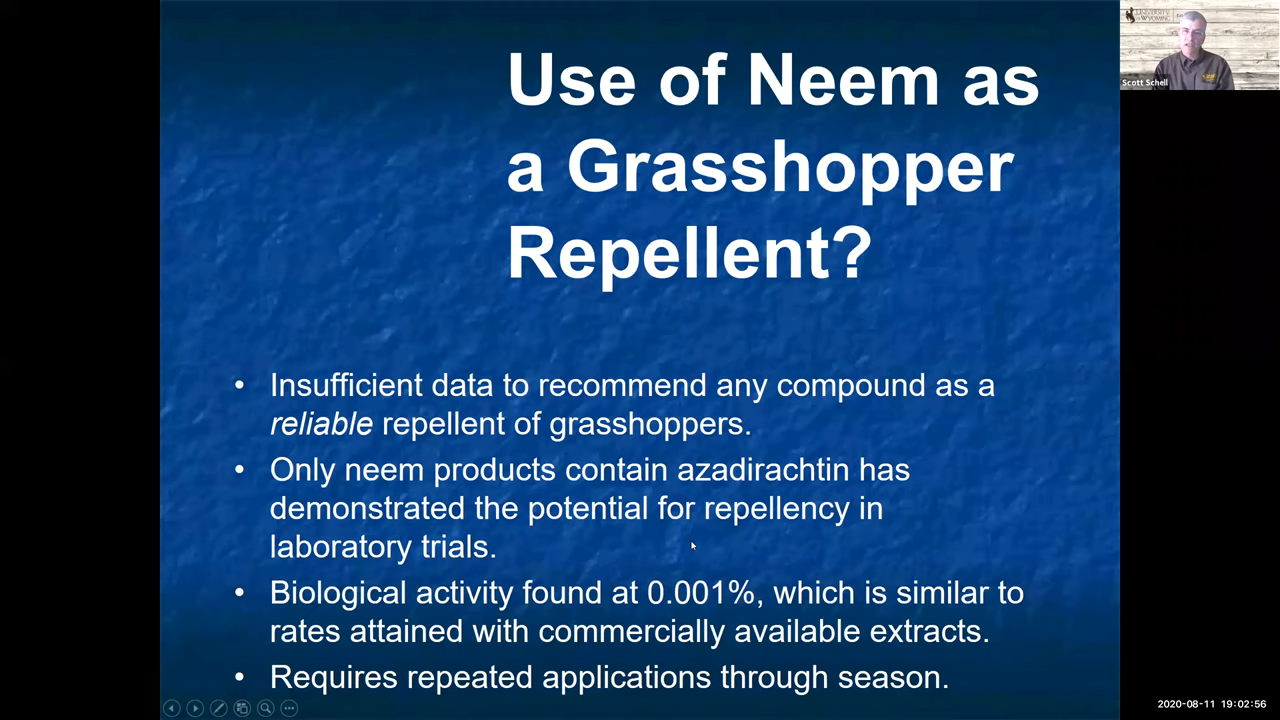 Use of Neem as
a Grasshopper
Repellent?
• Insufficient data to recommend any compound as a
reliable repellent of grasshoppers.
• Only neem products contain azadirachtin has
demonstrated the potential for repellency in
laboratory trials.
• Biological activity found at 0.001%, which is similar to
rates attained with commercially available extracts.
• Requires repeated applications through season.
UNIVERSITY
OF WYOMING
Scott Schell
2020-08-11 19:02:56